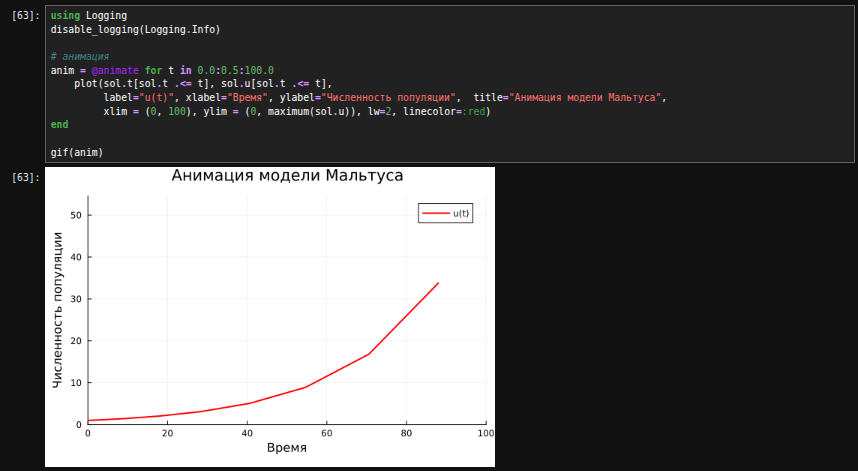 [63]:
using Logging
disable_logging(Logging.Info)
# анимация
anim = @animate for t in 0.0:0.5:100.0
    plot(sol.t[sol.t .<= t], sol.u[sol.t .<= t],
         label="u(t)", xlabel="Время", ylabel="Численность популяции",  title="Анимация модели Мальтуса",
         xlim = (0, 100), ylim = (0, maximum(sol.u)), lw=2, linecolor=:red)
end
gif(anim)
[63]:
Анимация модели Мальтуса
u(t)
Численность популяции
50
40
30
20
10
0
0 20 40 60 80 100
Время